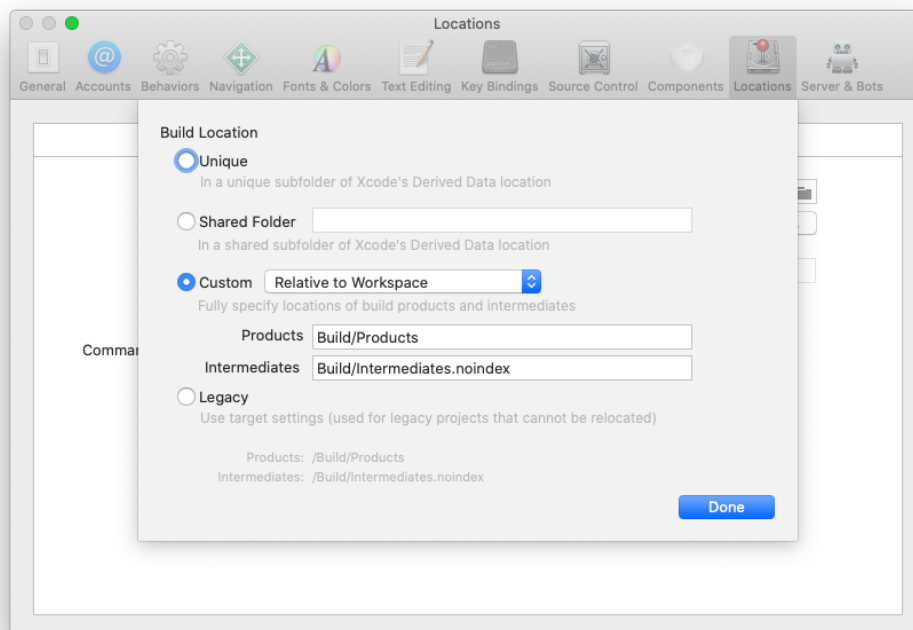 Locations
General Accounts Behaviors Navigation Fonts & Colors Text Editing Key Bindings Source Control Components Locations Server & Bots
Build Location
Unique
In a unique subfolder of Xcode's Derived Data location
Shared Folder
In a shared subfolder of Xcode's Derived Data location
Custom Relative to Workspace
Fully specify locations of build products and intermediates
Products Build/Products
Comman
Intermediates Build/Intermediates.noindex
Legacy
Use target settings (used for legacy projects that cannot be relocated)
Products: /Build/Products
Intermediates: /Build/Intermediates.noindex
Done